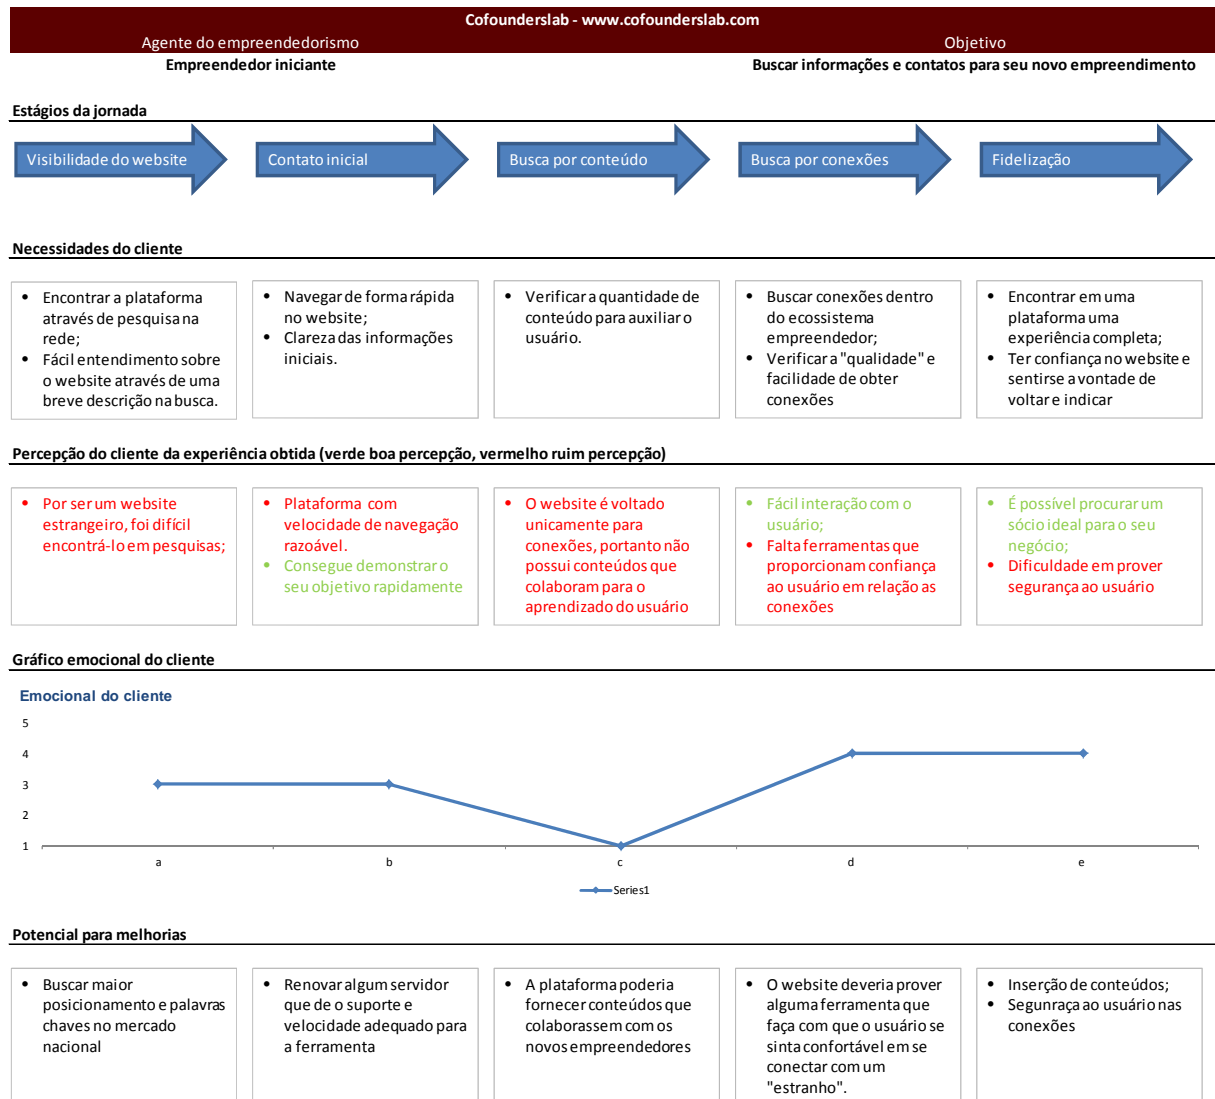 Cofounderslab - www.cofounderslab.com
Agente do empreendedorismo
Objetivo
Empreendedor iniciante
Buscar informações e contatos para seu novo empreendimento
Estágios da jornada
Visibilidade do website
Contato inicial
Busca por conteúdo
Busca por conexões
Fidelização
Necessidades do cliente
• Encontrar a plataforma
através de pesquisa na
rede;
• Fácil entendimento sobre
o website através de uma
breve descrição na busca.
• Navegar de forma rápida
no website;
• Clareza das informações
iniciais.
• Verificar a quantidade de
conteúdo para auxiliar o
usuário.
• Buscar conexões dentro
do ecossistema
empreendedor;
• Verificar a "qualidade" e
facilidade de obter
conexões
• Encontrar em uma
plataforma uma
experiência completa;
• Ter confiança no website e
sentirse a vontade de
voltar e indicar
Percepção do cliente da experiência obtida (verde boa percepção, vermelho ruim percepção)
• Por ser um website
estrangeiro, foi difícil
encontrá-lo em pesquisas;
• Plataforma com
velocidade de navegação
razoável.
• Consegue demonstrar o
seu objetivo rapidamente
• O website é voltado
unicamente para
conexões, portanto não
possui conteúdos que
colaboram para o
aprendizado do usuário
• Fácil interação com o
usuário;
• Falta ferramentas que
proporcionam confiança
ao usuário em relação as
conexões
• É possível procurar um
sócio ideal para o seu
negócio;
• Dificuldade em prover
segurança ao usuário
Gráfico emocional do cliente
Emocional do cliente
5
4
3
2
1
a
b
c
d
e
Series1
Potencial para melhorias
• Buscar maior
posicionamento e palavras
chaves no mercado
nacional
• Renovar algum servidor
que de o suporte e
velocidade adequado para
a ferramenta
• A plataforma poderia
fornecer conteúdos que
colaborassem com os
novos empreendedores
• O website deveria prover
alguma ferramenta que
faça com que o usuário se
sinta confortável em se
conectar com um
"estranho".
• Inserção de conteúdos;
• Segunraça ao usuário nas
conexões